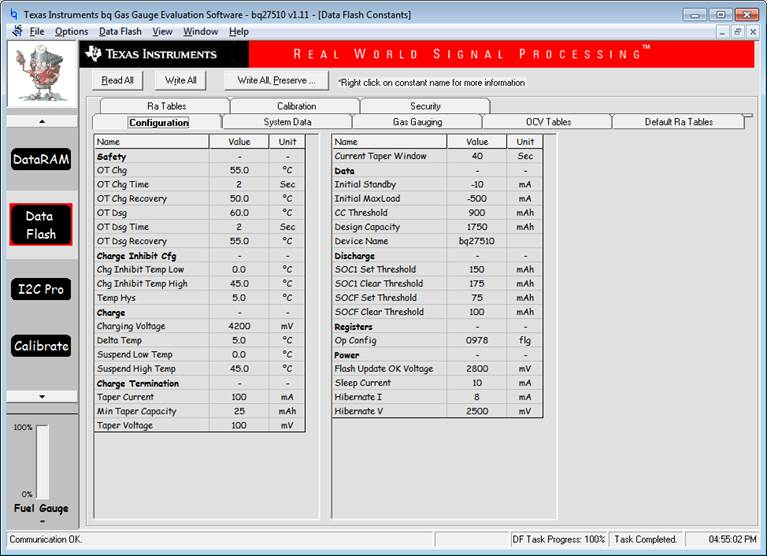 Texas Instruments bq Gas Gauge Evaluation Software - bq27510 v1.11 - [Data Flash Constants]
File Options Data Flash View Window Help
TEXAS INSTRUMENTS
REAL WORLD SIGNAL PROCESSING™
Read All Write All Write All, Preserve ... *Right click on constant name for more information
Ra Tables Calibration Security
Configuration System Data Gas Gauging OCV Tables Default Ra Tables
DataRAM
Data
Flash
I2C Pro
Calibrate
100%
0%
Fuel Gauge
-
Name Value Unit
Safety - -
OT Chg 55.0 °C
OT Chg Time 2 Sec
OT Chg Recovery 50.0 °C
OT Dsg 60.0 °C
OT Dsg Time 2 Sec
OT Dsg Recovery 55.0 °C
Charge Inhibit Cfg - -
Chg Inhibit Temp Low 0.0 °C
Chg Inhibit Temp High 45.0 °C
Temp Hys 5.0 °C
Charge - -
Charging Voltage 4200 mV
Delta Temp 5.0 °C
Suspend Low Temp 0.0 °C
Suspend High Temp 45.0 °C
Charge Termination - -
Taper Current 100 mA
Min Taper Capacity 25 mAh
Taper Voltage 100 mV
Name Value Unit
Current Taper Window 40 Sec
Data - -
Initial Standby -10 mA
Initial MaxLoad -500 mA
CC Threshold 900 mAh
Design Capacity 1750 mAh
Device Name bq27510
Discharge - -
SOC1 Set Threshold 150 mAh
SOC1 Clear Threshold 175 mAh
SOCF Set Threshold 75 mAh
SOCF Clear Threshold 100 mAh
Registers - -
Op Config 0978 flg
Power - -
Flash Update OK Voltage 2800 mV
Sleep Current 10 mA
Hibernate I 8 mA
Hibernate V 2500 mV
Communication OK. DF Task Progress: 100% Task Completed. 04:55:02 PM